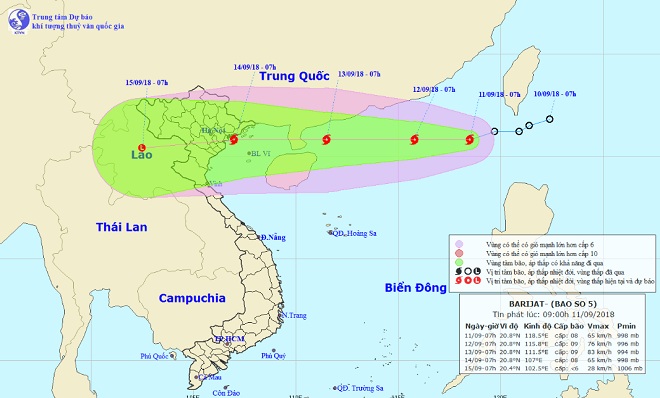 Trung tâm Dự báo
khí tượng thuỷ văn quốc gia
15/09/18 - 07h
14/09/18 - 07h
Trung Quốc
13/09/18 - 07h
12/09/18 - 07h
11/09/18 - 07h
10/09/18 - 07h
Hà Nội
Lào
BL VĨ
Vinh
Thái Lan
Đ.Nẵng
QĐ. Hoàng Sa
Campuchia
Biển Đông
N.Trang
TP.HCM
Phú Quốc
Phú Quý
Cà Mau
Côn Đảo
QĐ. Trường Sa
110°E
115°E
120°E
Vùng có thể có gió mạnh lớn hơn cấp 6
Vùng có thể có gió mạnh lớn hơn cấp 10
Vùng tâm bão, áp thấp có khả năng đi qua
Vị trí tâm bão, áp thấp nhiệt đới, vùng thấp đã qua
Vị trí tâm bão, áp thấp nhiệt đới, vùng thấp hiện tại và dự báo
BARIJAT- (BAO SO 5)
Tin phát lúc: 09:00h 11/09/2018
Ngày-giờ Vĩ độ Kinh độ Cấp bão Vmax Pmin
11/09-07h 20.8°N 118.5°E cấp: 08 65 km/h 998 mb
12/09-07h 20.8°N 115.8°E cấp: 09 76 km/h 996 mb
13/09-07h 20.8°N 111.5°E cấp: 09 83 km/h 994 mb
14/09-07h 20.8°N 107°E cấp: 08 65 km/h 998 mb
15/09-07h 20.4°N 102.5°E cấp: <6 28 km/h 1006 mb